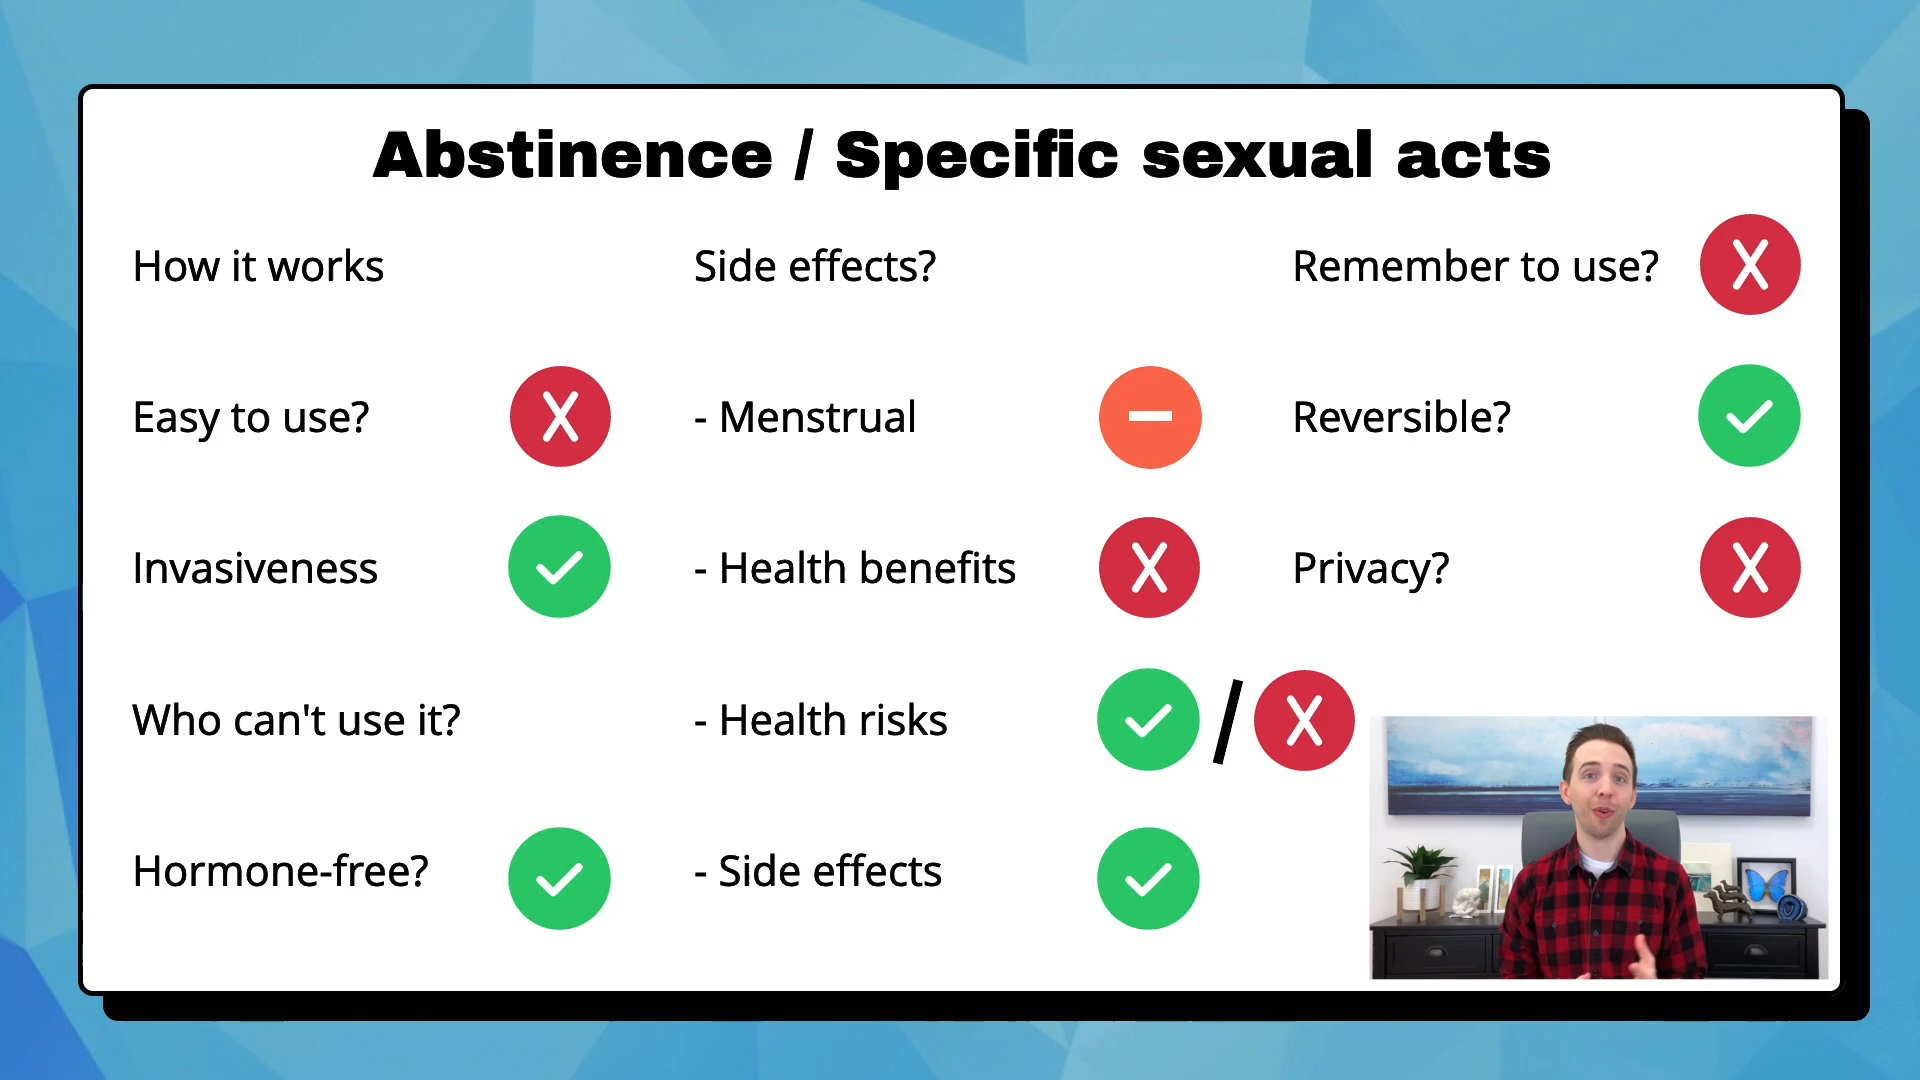 Abstinence / Specific sexual acts
How it works
Easy to use?
Invasiveness
Who can't use it?
Hormone-free?
Side effects?
- Menstrual
- Health benefits
- Health risks
/
- Side effects
Remember to use?
Reversible?
Privacy?